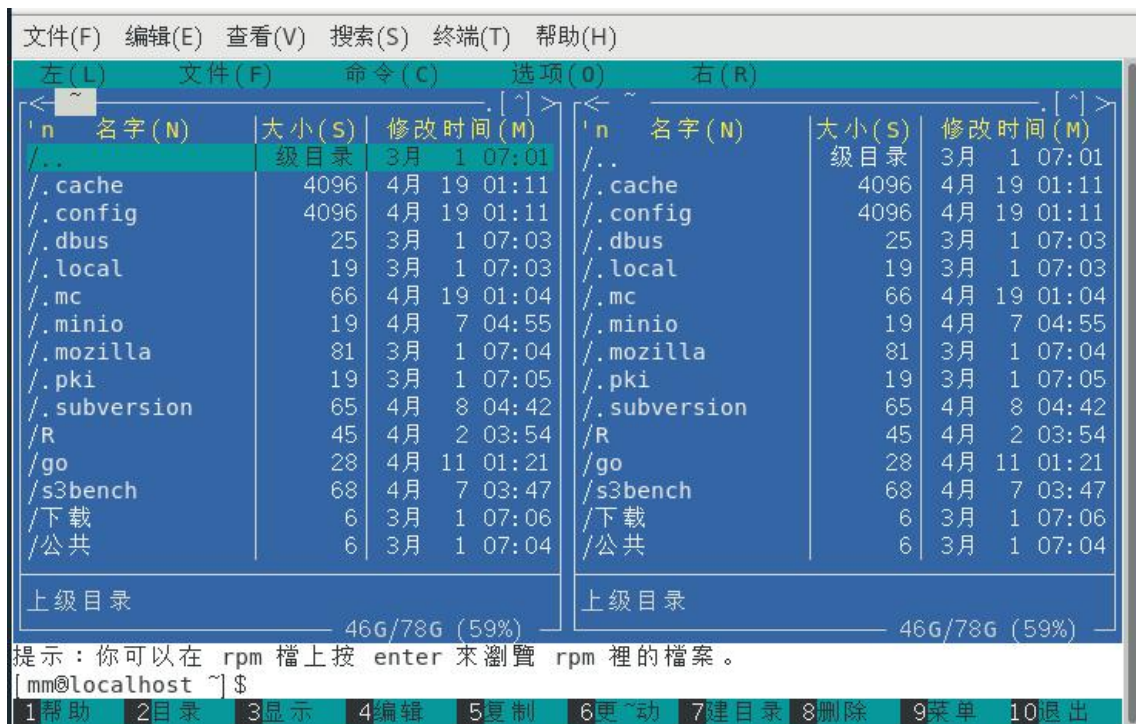 文件(F) 编辑(E) 查看(V) 搜索(S) 终端(T) 帮助(H)
左(L) 文件(F) 命令(C) 选项(O) 右(R)
<- ~ .[^]> <- ~ .[^]>
'n 名字(N) 大小(S) 修改时间(M) 'n 名字(N) 大小(S) 修改时间(M)
/.. 级目录 3月 1 07:01 /.. 级目录 3月 1 07:01
/.cache 4096 4月 19 01:11 /.cache 4096 4月 19 01:11
/.config 4096 4月 19 01:11 /.config 4096 4月 19 01:11
/.dbus 25 3月 1 07:03 /.dbus 25 3月 1 07:03
/.local 19 3月 1 07:03 /.local 19 3月 1 07:03
/.mc 66 4月 19 01:04 /.mc 66 4月 19 01:04
/.minio 19 4月 7 04:55 /.minio 19 4月 7 04:55
/.mozilla 81 3月 1 07:04 /.mozilla 81 3月 1 07:04
/.pki 19 3月 1 07:05 /.pki 19 3月 1 07:05
/.subversion 65 4月 8 04:42 /.subversion 65 4月 8 04:42
/R 45 4月 2 03:54 /R 45 4月 2 03:54
/go 28 4月 11 01:21 /go 28 4月 11 01:21
/s3bench 68 4月 7 03:47 /s3bench 68 4月 7 03:47
/下载 6 3月 1 07:06 /下载 6 3月 1 07:06
/公共 6 3月 1 07:04 /公共 6 3月 1 07:04
上级目录 上级目录
46G/78G (59%) 46G/78G (59%)
提示：你可以在 rpm 檔上按 enter 來瀏覽 rpm 裡的檔案。
[mm@localhost ~]$
1帮助 2目录 3显示 4编辑 5复制 6更~动 7建目录 8删除 9菜单 10退出